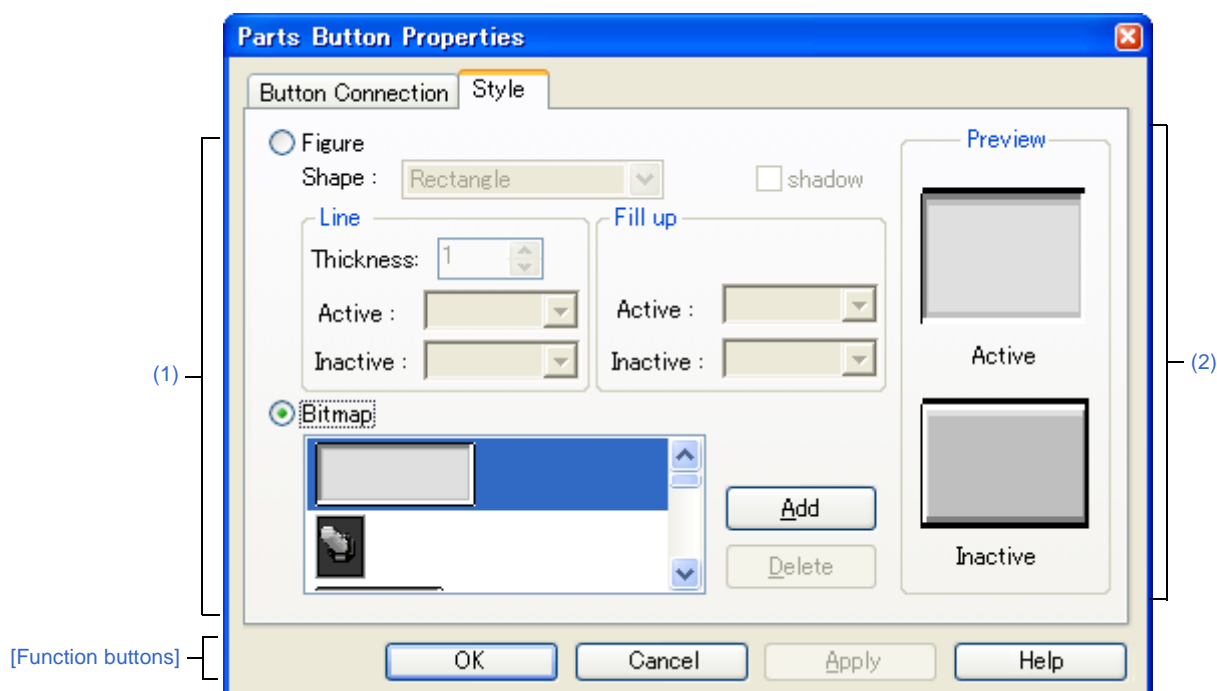 Parts Button Properties
Button Connection Style
Figure
Preview
Shape : Rectangle shadow
Line Fill up
Thickness: 1
Active : Active :
Inactive : Inactive :
Active
(1) (2)
Bitmap
Add
Delete
Inactive
[Function buttons] OK Cancel Apply Help